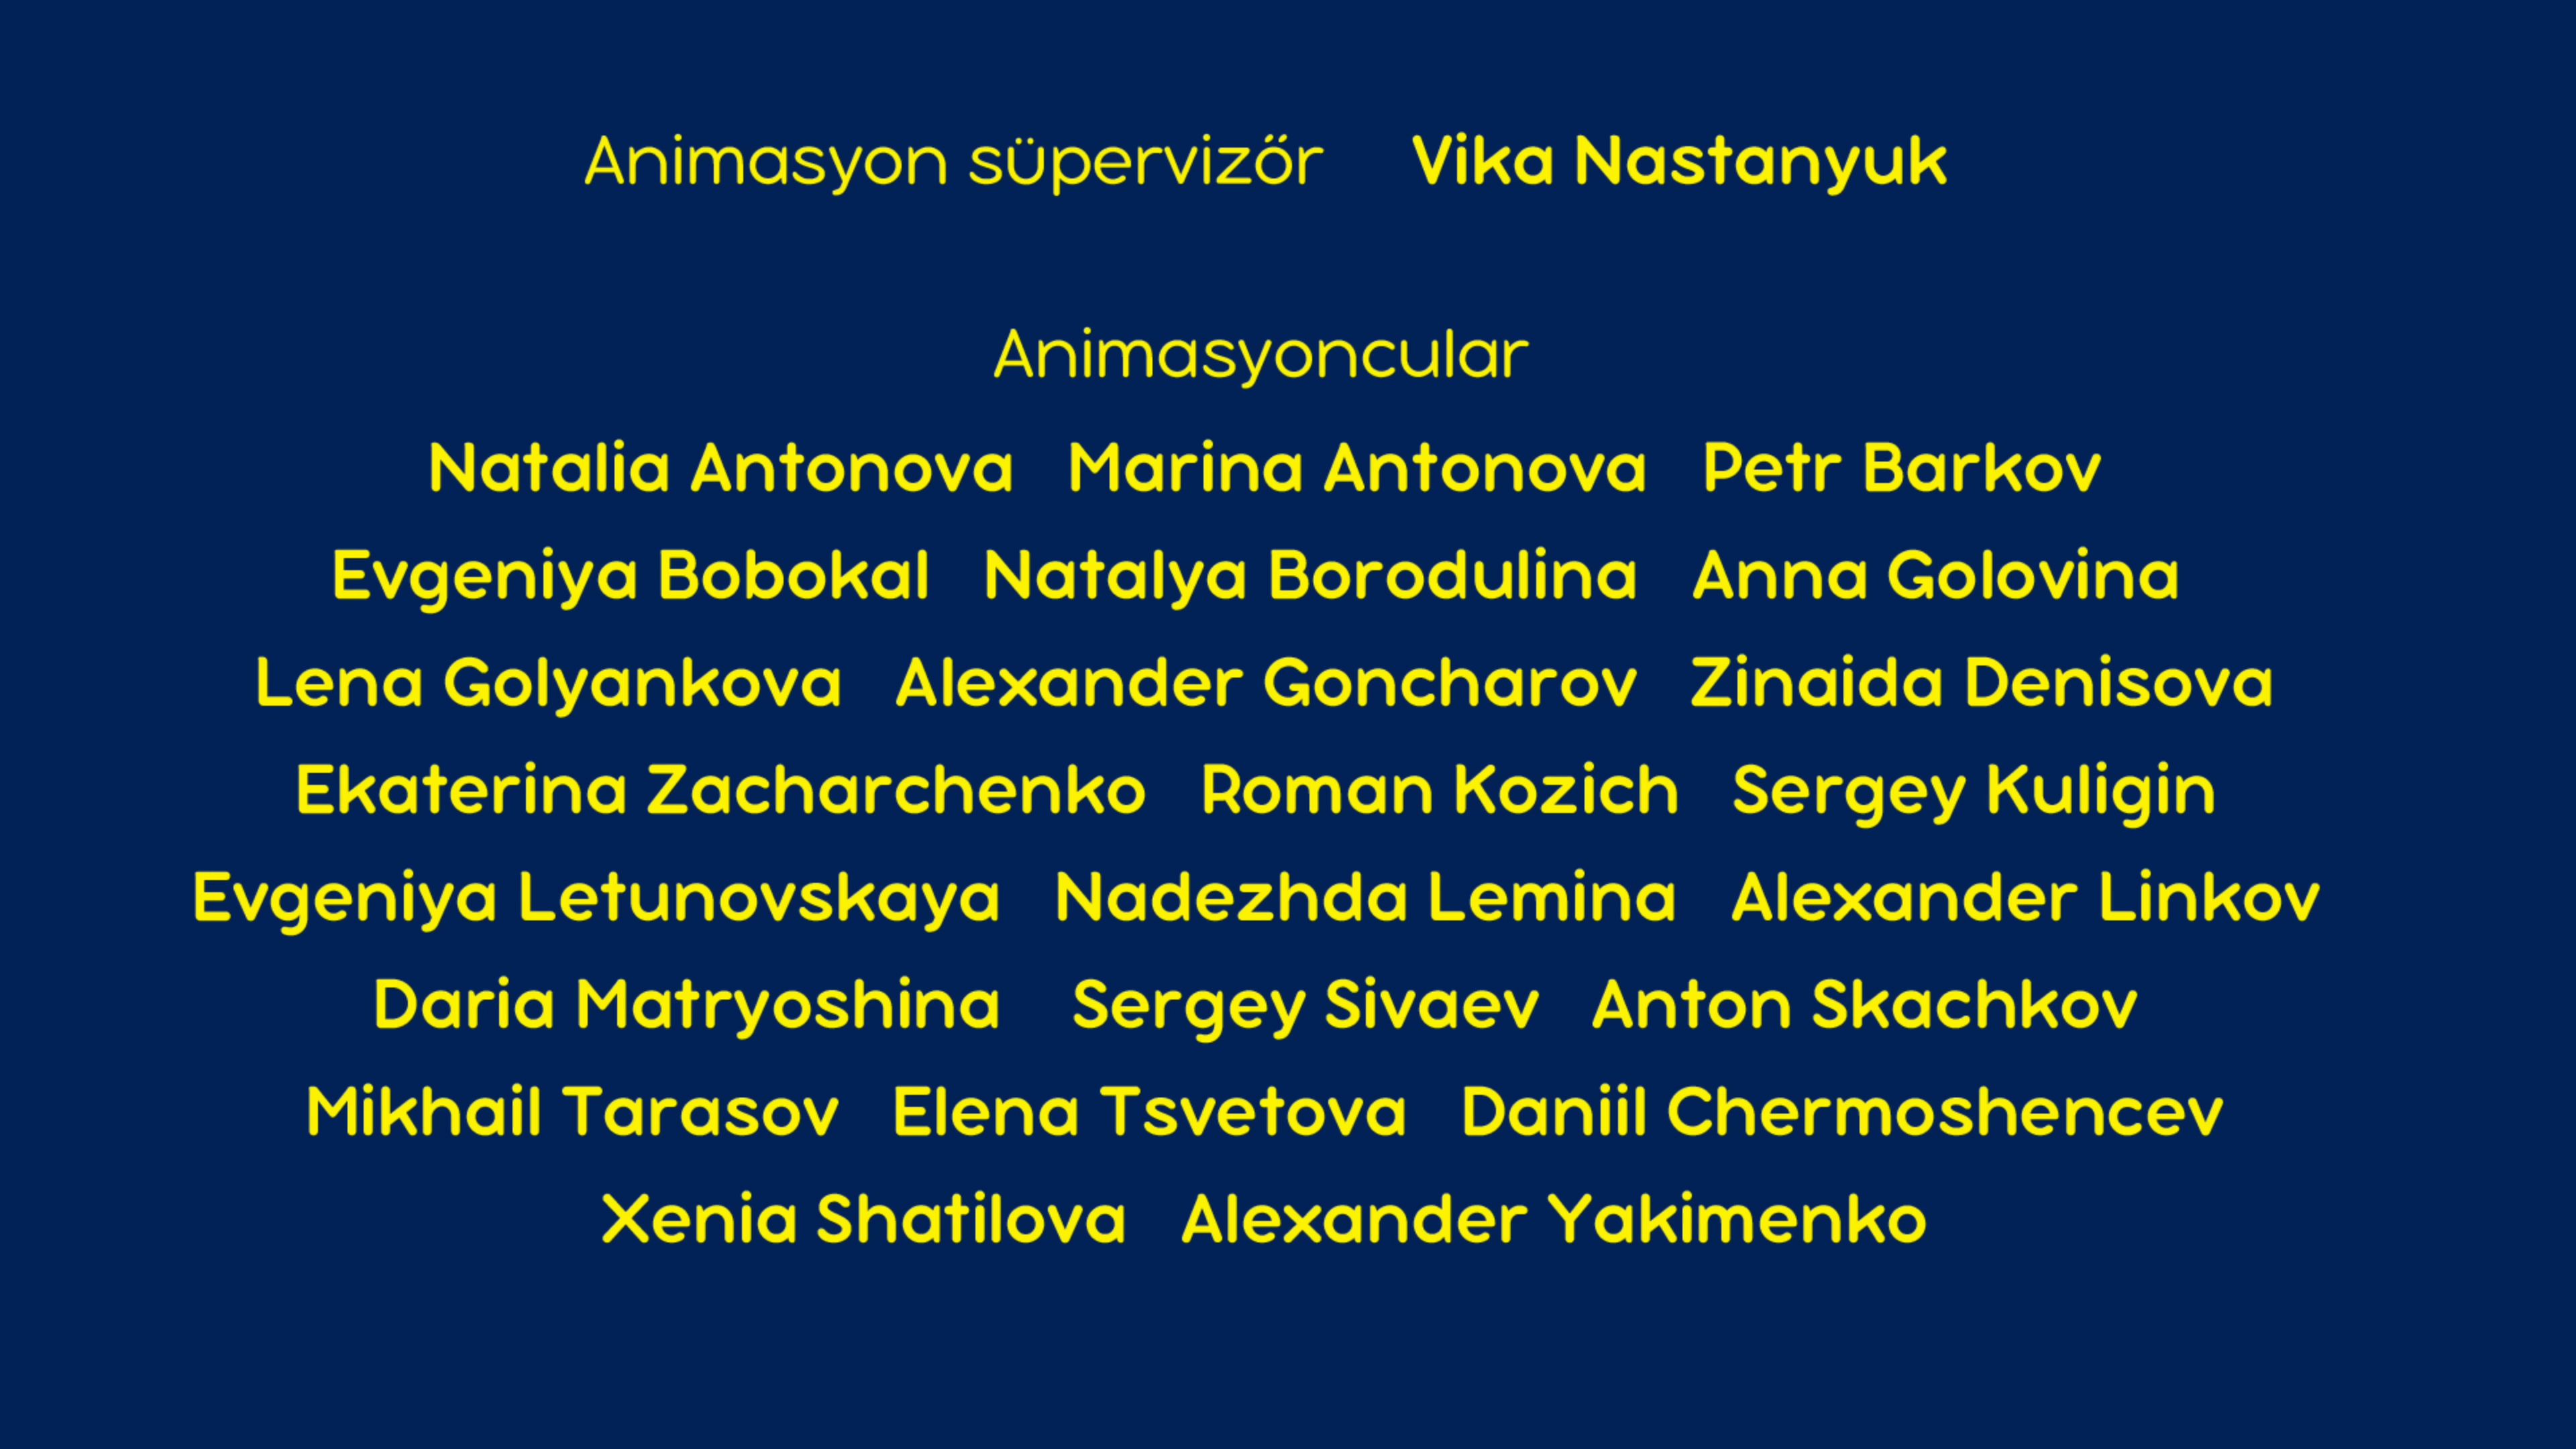 Animasyon süpervizőr Vika Nastanyuk
Animasyoncular
Natalia Antonova Marina Antonova Petr Barkov
Evgeniya Bobokal Natalya Borodulina Anna Golovina
Lena Golyankova Alexander Goncharov Zinaida Denisova
Ekaterina Zacharchenko Roman Kozich Sergey Kuligin
Evgeniya Letunovskaya Nadezhda Lemina Alexander Linkov
Daria Matryoshina Sergey Sivaev Anton Skachkov
Mikhail Tarasov Elena Tsvetova Daniil Chermoshencev
Xenia Shatilova Alexander Yakimenko